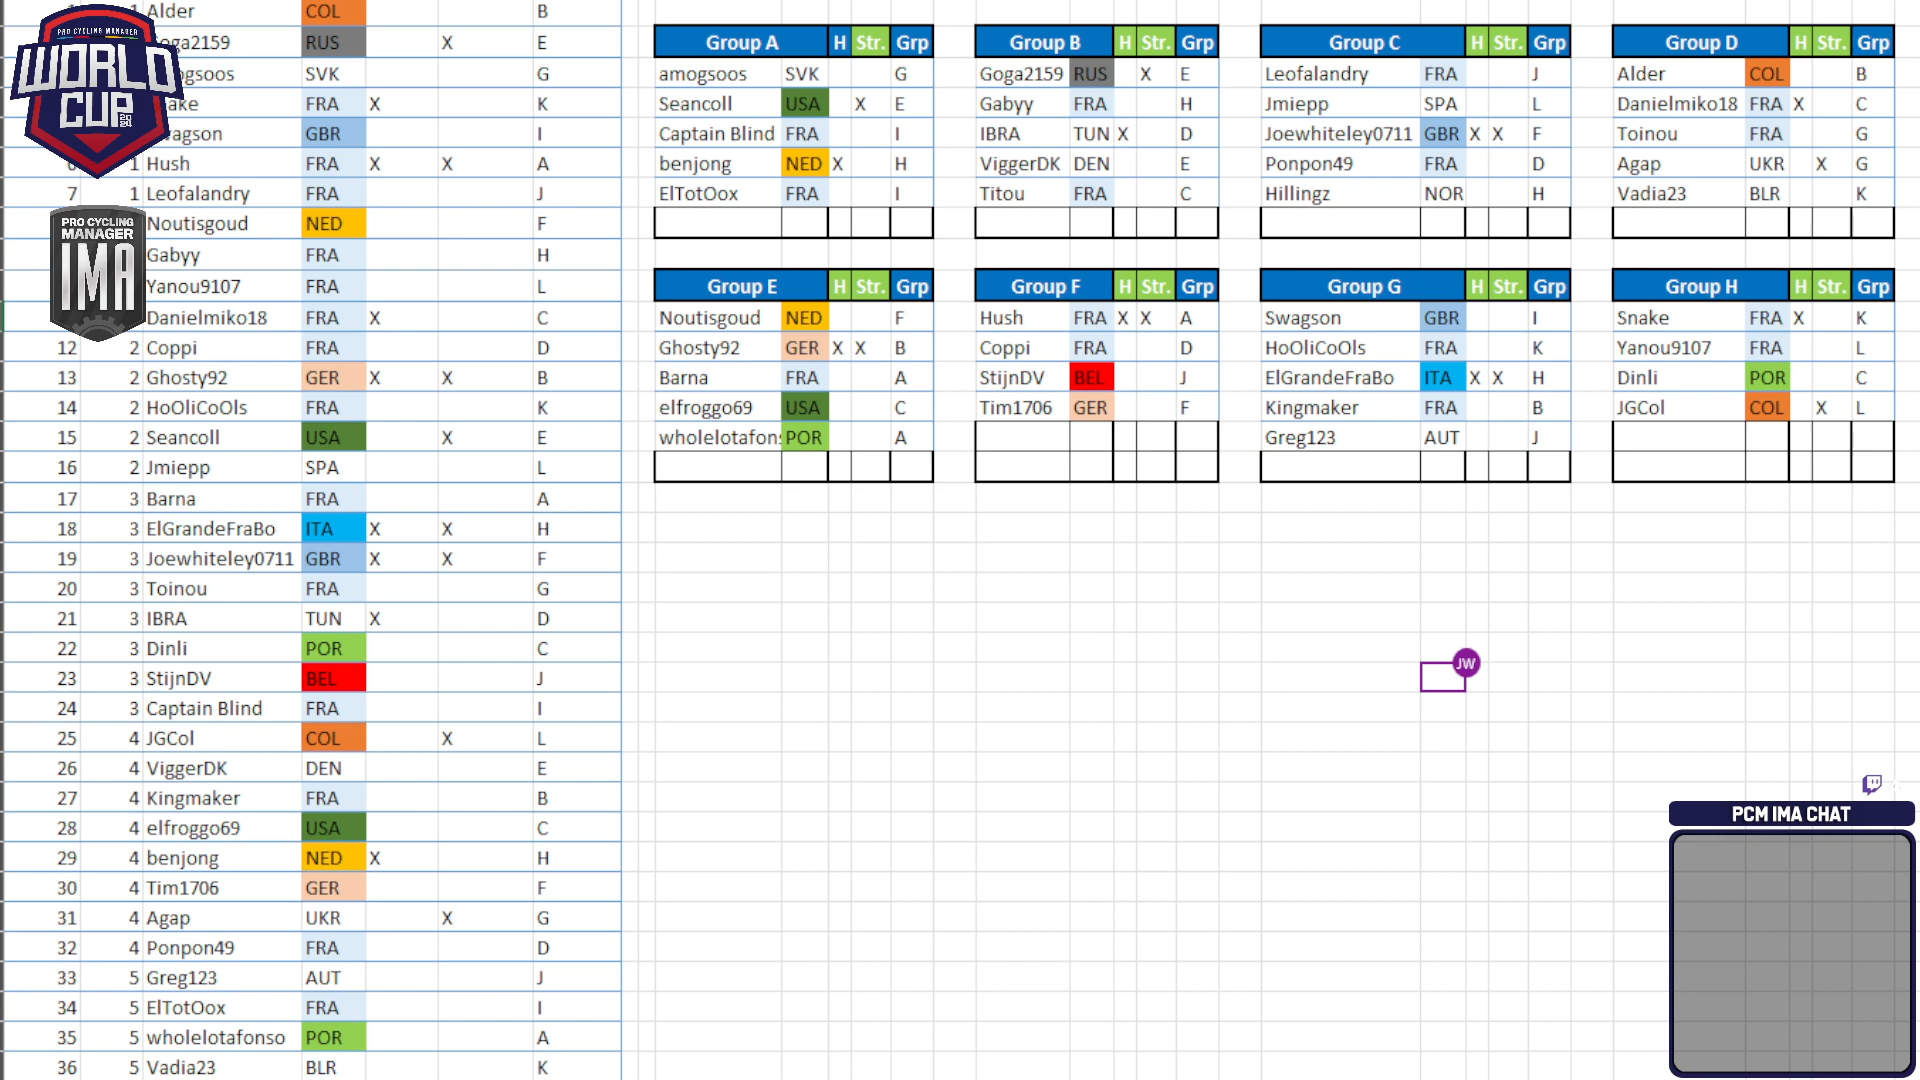 PRO CYCLING MANAGER
WORLD
CUP
2024
1 Alder COL B
Goga2159 RUS X E
amogsoos SVK G
Snake FRA X K
Swagson GBR I
6 1 Hush FRA X X A
7 1 Leofalandry FRA J
PRO CYCLING
MANAGER
IMA
Noutisgoud NED F
Gabyy FRA H
Yanou9107 FRA L
Danielmiko18 FRA X C
12 2 Coppi FRA D
13 2 Ghosty92 GER X X B
14 2 HoOliCoOls FRA K
15 2 Seancoll USA X E
16 2 Jmiepp SPA L
17 3 Barna FRA A
18 3 ElGrandeFraBo ITA X X H
19 3 Joewhiteley0711 GBR X X F
20 3 Toinou FRA G
21 3 IBRA TUN X D
22 3 Dinli POR C
23 3 StijnDV BEL J
24 3 Captain Blind FRA I
25 4 JGCol COL X L
26 4 ViggerDK DEN E
27 4 Kingmaker FRA B
28 4 elfroggo69 USA C
29 4 benjong NED X H
30 4 Tim1706 GER F
31 4 Agap UKR X G
32 4 Ponpon49 FRA D
33 5 Greg123 AUT J
34 5 ElTotOox FRA I
35 5 wholelotafonso POR A
36 5 Vadia23 BLR K
Group A H Str. Grp
amogsoos SVK G
Seancoll USA X E
Captain Blind FRA I
benjong NED X H
ElTotOox FRA I
Group B H Str. Grp
Goga2159 RUS X E
Gabyy FRA H
IBRA TUN X D
ViggerDK DEN E
Titou FRA C
Group C H Str. Grp
Leofalandry FRA J
Jmiepp SPA L
Joewhiteley0711 GBR X X F
Ponpon49 FRA D
Hillingz NOR H
Group D H Str. Grp
Alder COL B
Danielmiko18 FRA X C
Toinou FRA G
Agap UKR X G
Vadia23 BLR K
Group E H Str. Grp
Noutisgoud NED F
Ghosty92 GER X X B
Barna FRA A
elfroggo69 USA C
wholelotafons POR A
Group F H Str. Grp
Hush FRA X X A
Coppi FRA D
StijnDV BEL J
Tim1706 GER F
Group G H Str. Grp
Swagson GBR I
HoOliCoOls FRA K
ElGrandeFraBo ITA X X H
Kingmaker FRA B
Greg123 AUT J
Group H H Str. Grp
Snake FRA X K
Yanou9107 FRA L
Dinli POR C
JGCol COL X L
JW
PCM IMA CHAT